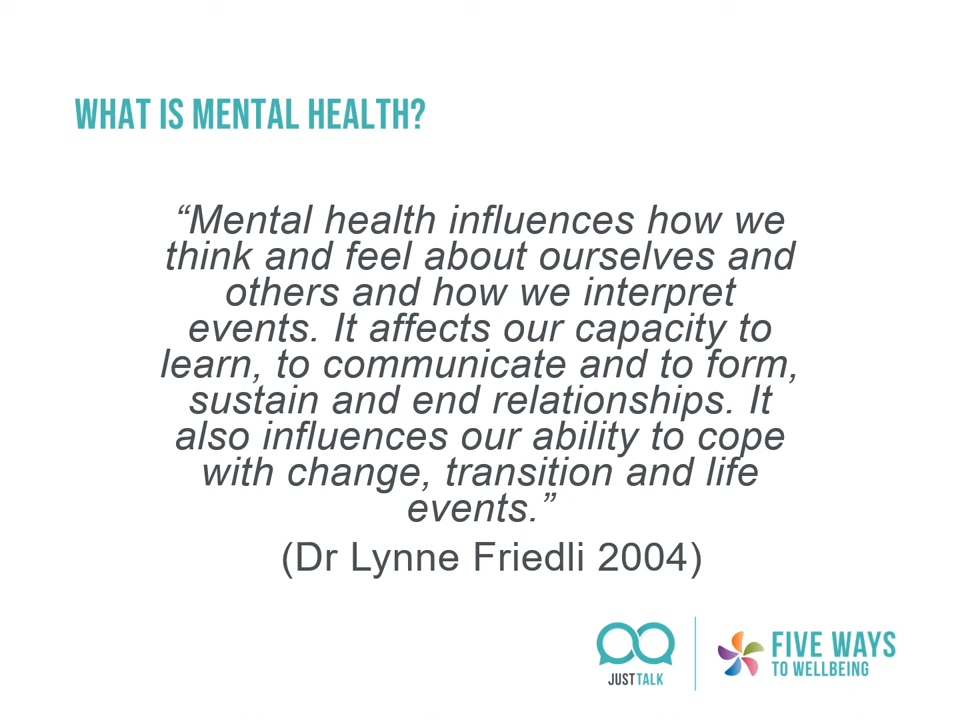 WHAT IS MENTAL HEALTH?
“Mental health influences how we
think and feel about ourselves and
others and how we interpret
events. It affects our capacity to
learn, to communicate and to form,
sustain and end relationships. It
also influences our ability to cope
with change, transition and life
events.”
(Dr Lynne Friedli 2004)
JUSTTALK
FIVE WAYS
TO WELLBEING